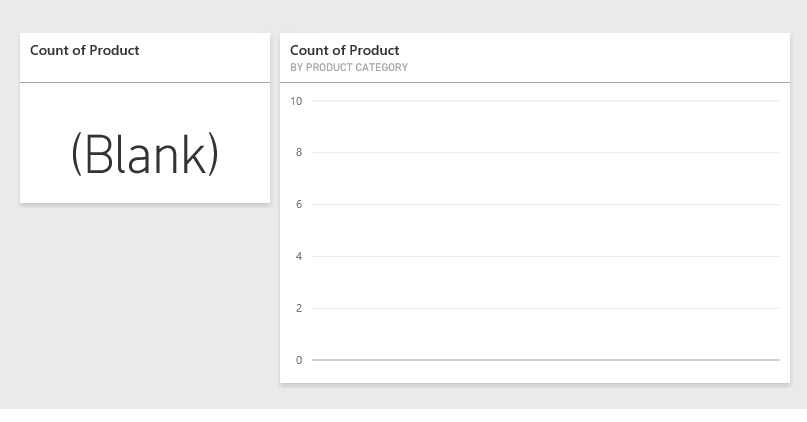 Count of Product
(Blank)
Count of Product
BY PRODUCT CATEGORY
10
8
6
4
2
0